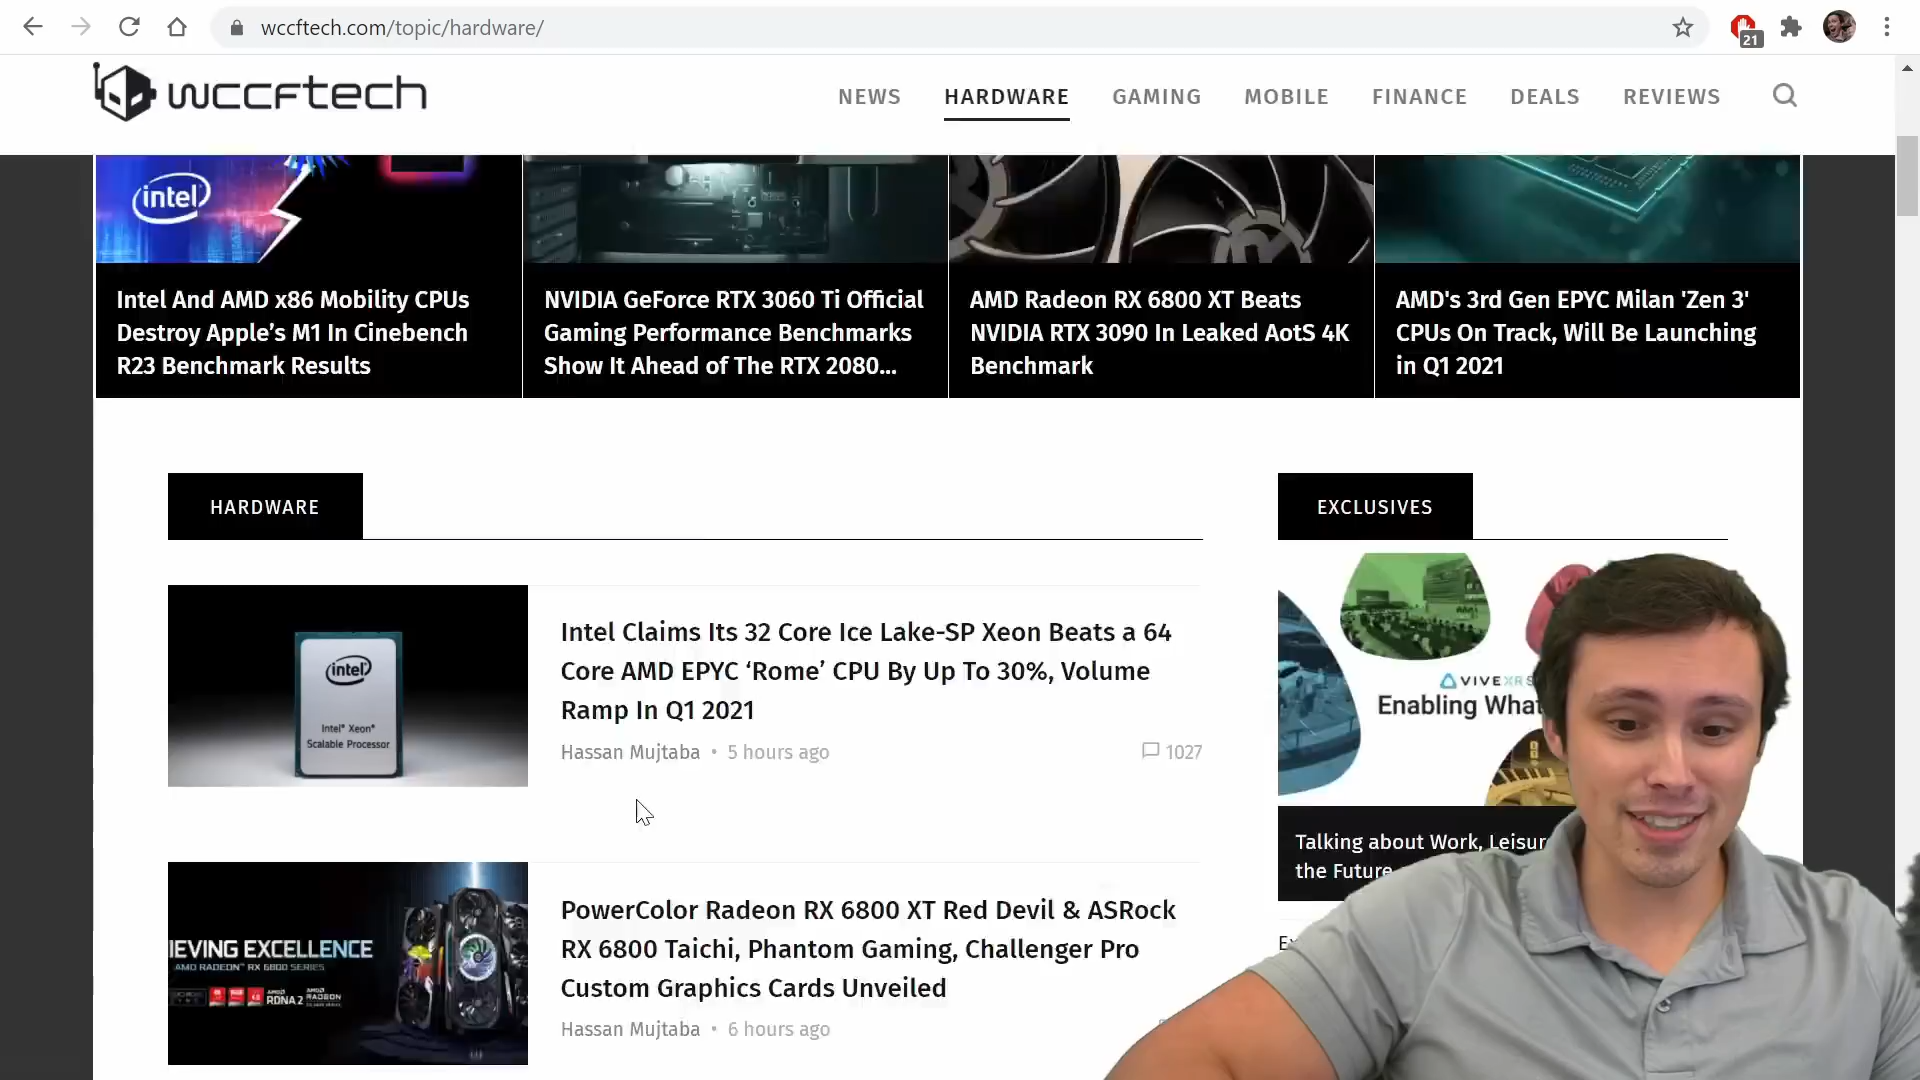 wccftech.com/topic/hardware/
21
wccftech
NEWS HARDWARE GAMING MOBILE FINANCE DEALS REVIEWS
intel
Intel And AMD x86 Mobility CPUs
Destroy Apple’s M1 In Cinebench
R23 Benchmark Results
NVIDIA GeForce RTX 3060 Ti Official
Gaming Performance Benchmarks
Show It Ahead of The RTX 2080...
AMD Radeon RX 6800 XT Beats
NVIDIA RTX 3090 In Leaked AotS 4K
Benchmark
AMD's 3rd Gen EPYC Milan 'Zen 3'
CPUs On Track, Will Be Launching
in Q1 2021
HARDWARE
EXCLUSIVES
intel
Intel® Xeon®
Scalable Processor
Intel Claims Its 32 Core Ice Lake-SP Xeon Beats a 64
Core AMD EPYC ‘Rome’ CPU By Up To 30%, Volume
Ramp In Q1 2021
Hassan Mujtaba • 5 hours ago
1027
VIVE XR S
Enabling What
Talking about Work, Leisur
the Future
IEVING EXCELLENCE
AMD RADEON™ RX 6800 SERIES
AMD RDNA 2 AMD RADEON
PowerColor Radeon RX 6800 XT Red Devil & ASRock
RX 6800 Taichi, Phantom Gaming, Challenger Pro
Custom Graphics Cards Unveiled
Hassan Mujtaba • 6 hours ago